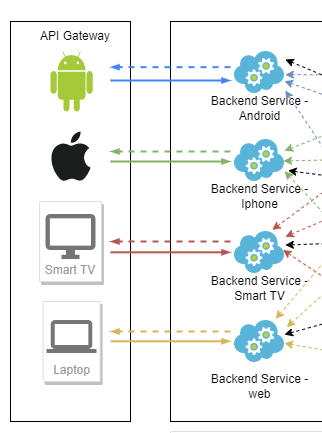 API Gateway
Backend Service -
Android
Backend Service -
Iphone
Smart TV
Backend Service -
Smart TV
Laptop
Backend Service -
web